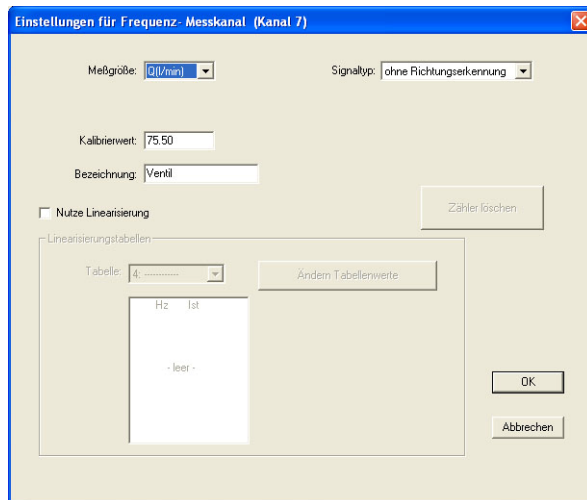 Einstellungen für Frequenz- Messkanal (Kanal 7)
Meßgröße: Q(l/min)
Signaltyp: ohne Richtungserkennung
Kalibrierwert: 75.50
Bezeichnung: Ventil
Nutze Linearisierung
Zähler löschen
Linearisierungstabellen
Tabelle: 4: -----------
Ändern Tabellenwerte
Hz Ist
- leer -
OK
Abbrechen